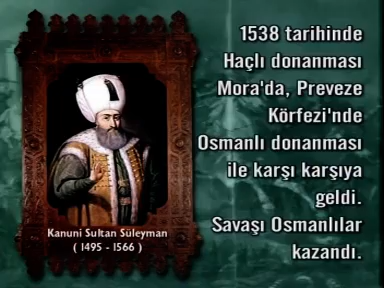 1538 tarihinde
Haçlı donanması
Mora'da, Preveze
Körfezi'nde
Osmanlı donanması
ile karşı karşıya
geldi.
Savaşı Osmanlılar
kazandı.
Kanuni Sultan Süleyman
( 1495 - 1566 )